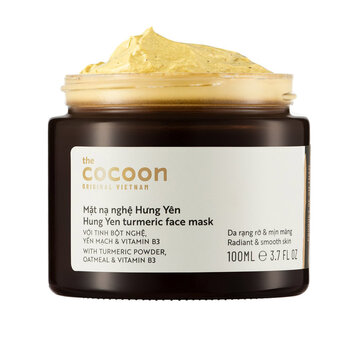 the
cocoon
ORIGINAL VIETNAM
Mặt nạ nghệ Hưng Yên
Hung Yen turmeric face mask
VỚI TINH BỘT NGHỆ,
YẾN MẠCH & VITAMIN B3
WITH TURMERIC POWDER,
OATMEAL & VITAMIN B3
Da rạng rỡ & mịn màng
Radiant & smooth skin
100ML ℮ 3.7 FL OZ